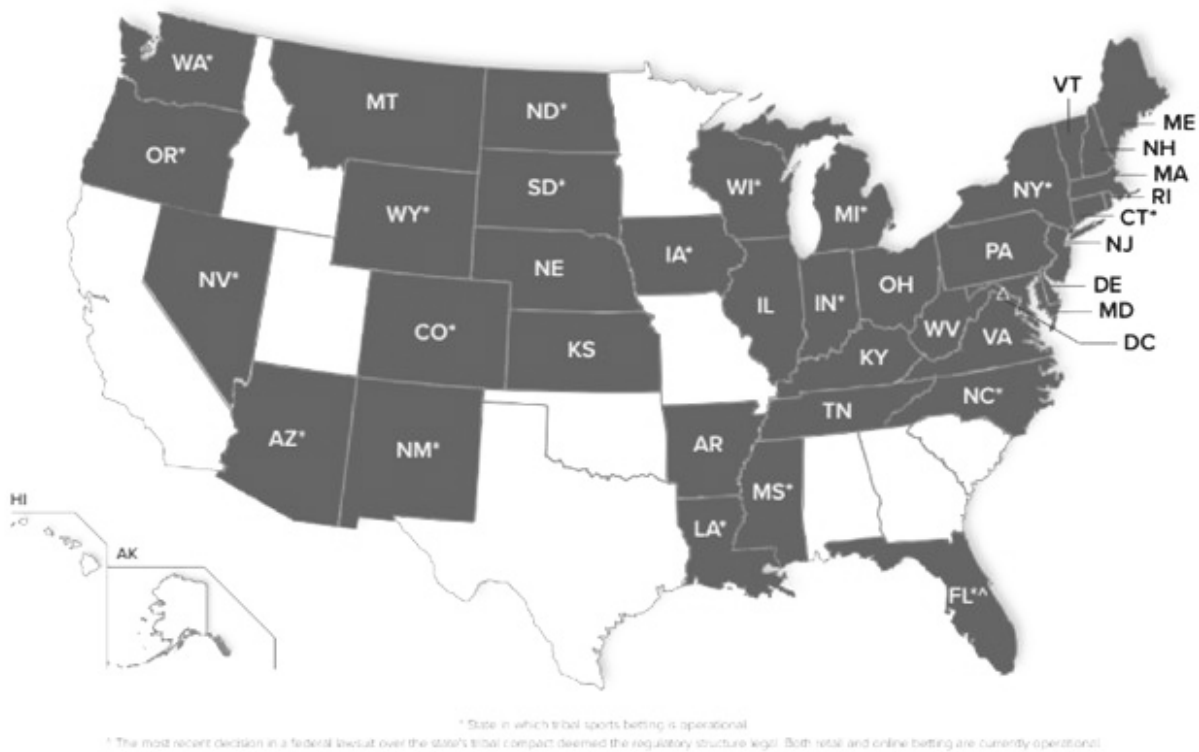 VT
WA*
MT
ND*
ME
OR*
NH
MA
SD*
WI*
MI*
NY*
RI
WY*
CT*
NJ
IA*
PA
NE
NV*
OH
DE
IL
IN*
MD
CO*
WV
VA
DC
KS
KY
NC*
TN
AZ*
NM*
AR
MS*
HI
LA*
AK
FL*^
* State in which tribal sports betting is operational.
^ The most recent decision in a federal lawsuit over the state's tribal compact deemed the regulatory structure legal. Both retail and online betting are currently operational.